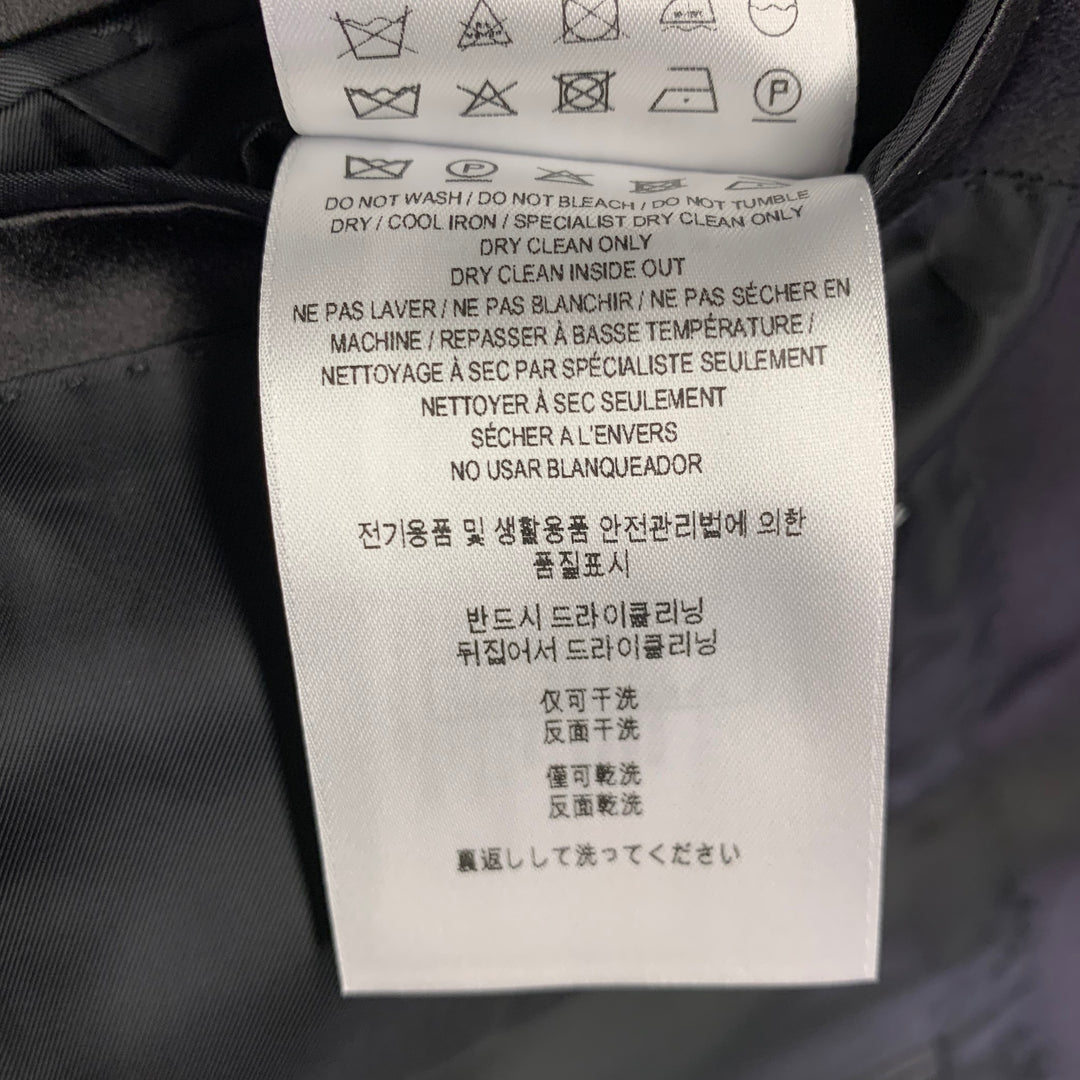 P
P
DO NOT WASH / DO NOT BLEACH / DO NOT TUMBLE
DRY / COOL IRON / SPECIALIST DRY CLEAN ONLY
DRY CLEAN ONLY
DRY CLEAN INSIDE OUT
NE PAS LAVER / NE PAS BLANCHIR / NE PAS SÉCHER EN
MACHINE / REPASSER À BASSE TEMPÉRATURE /
NETTOYAGE À SEC PAR SPÉCIALISTE SEULEMENT
NETTOYER À SEC SEULEMENT
SÉCHER A L'ENVERS
NO USAR BLANQUEADOR
전기용품 및 생활용품 안전관리법에 의한
품질표시
반드시 드라이클리닝
뒤집어서 드라이클리닝
仅可干洗
反面干洗
僅可乾洗
反面乾洗
裏返しして洗ってください